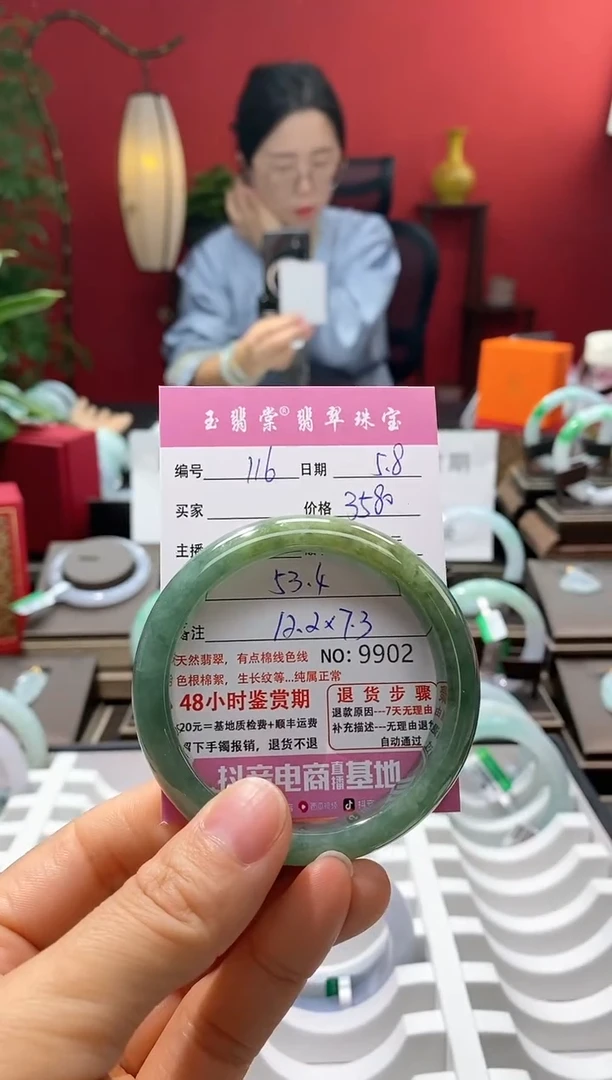 玉翡棠®翡翠珠宝
编号 116 日期 5.8
买家 价格 3580
主播
53.4
备注 12.2×7.3
天然翡翠，有点棉线色线 NO: 9902
色根棉絮，生长纹等...纯属正常
48小时鉴赏期
¥20元=基地质检费+顺丰运费
留下手镯报销，退货不退
退货步骤
退款原因---7天无理由
补充描述---无理由退
自动通过
抖音电商直播基地